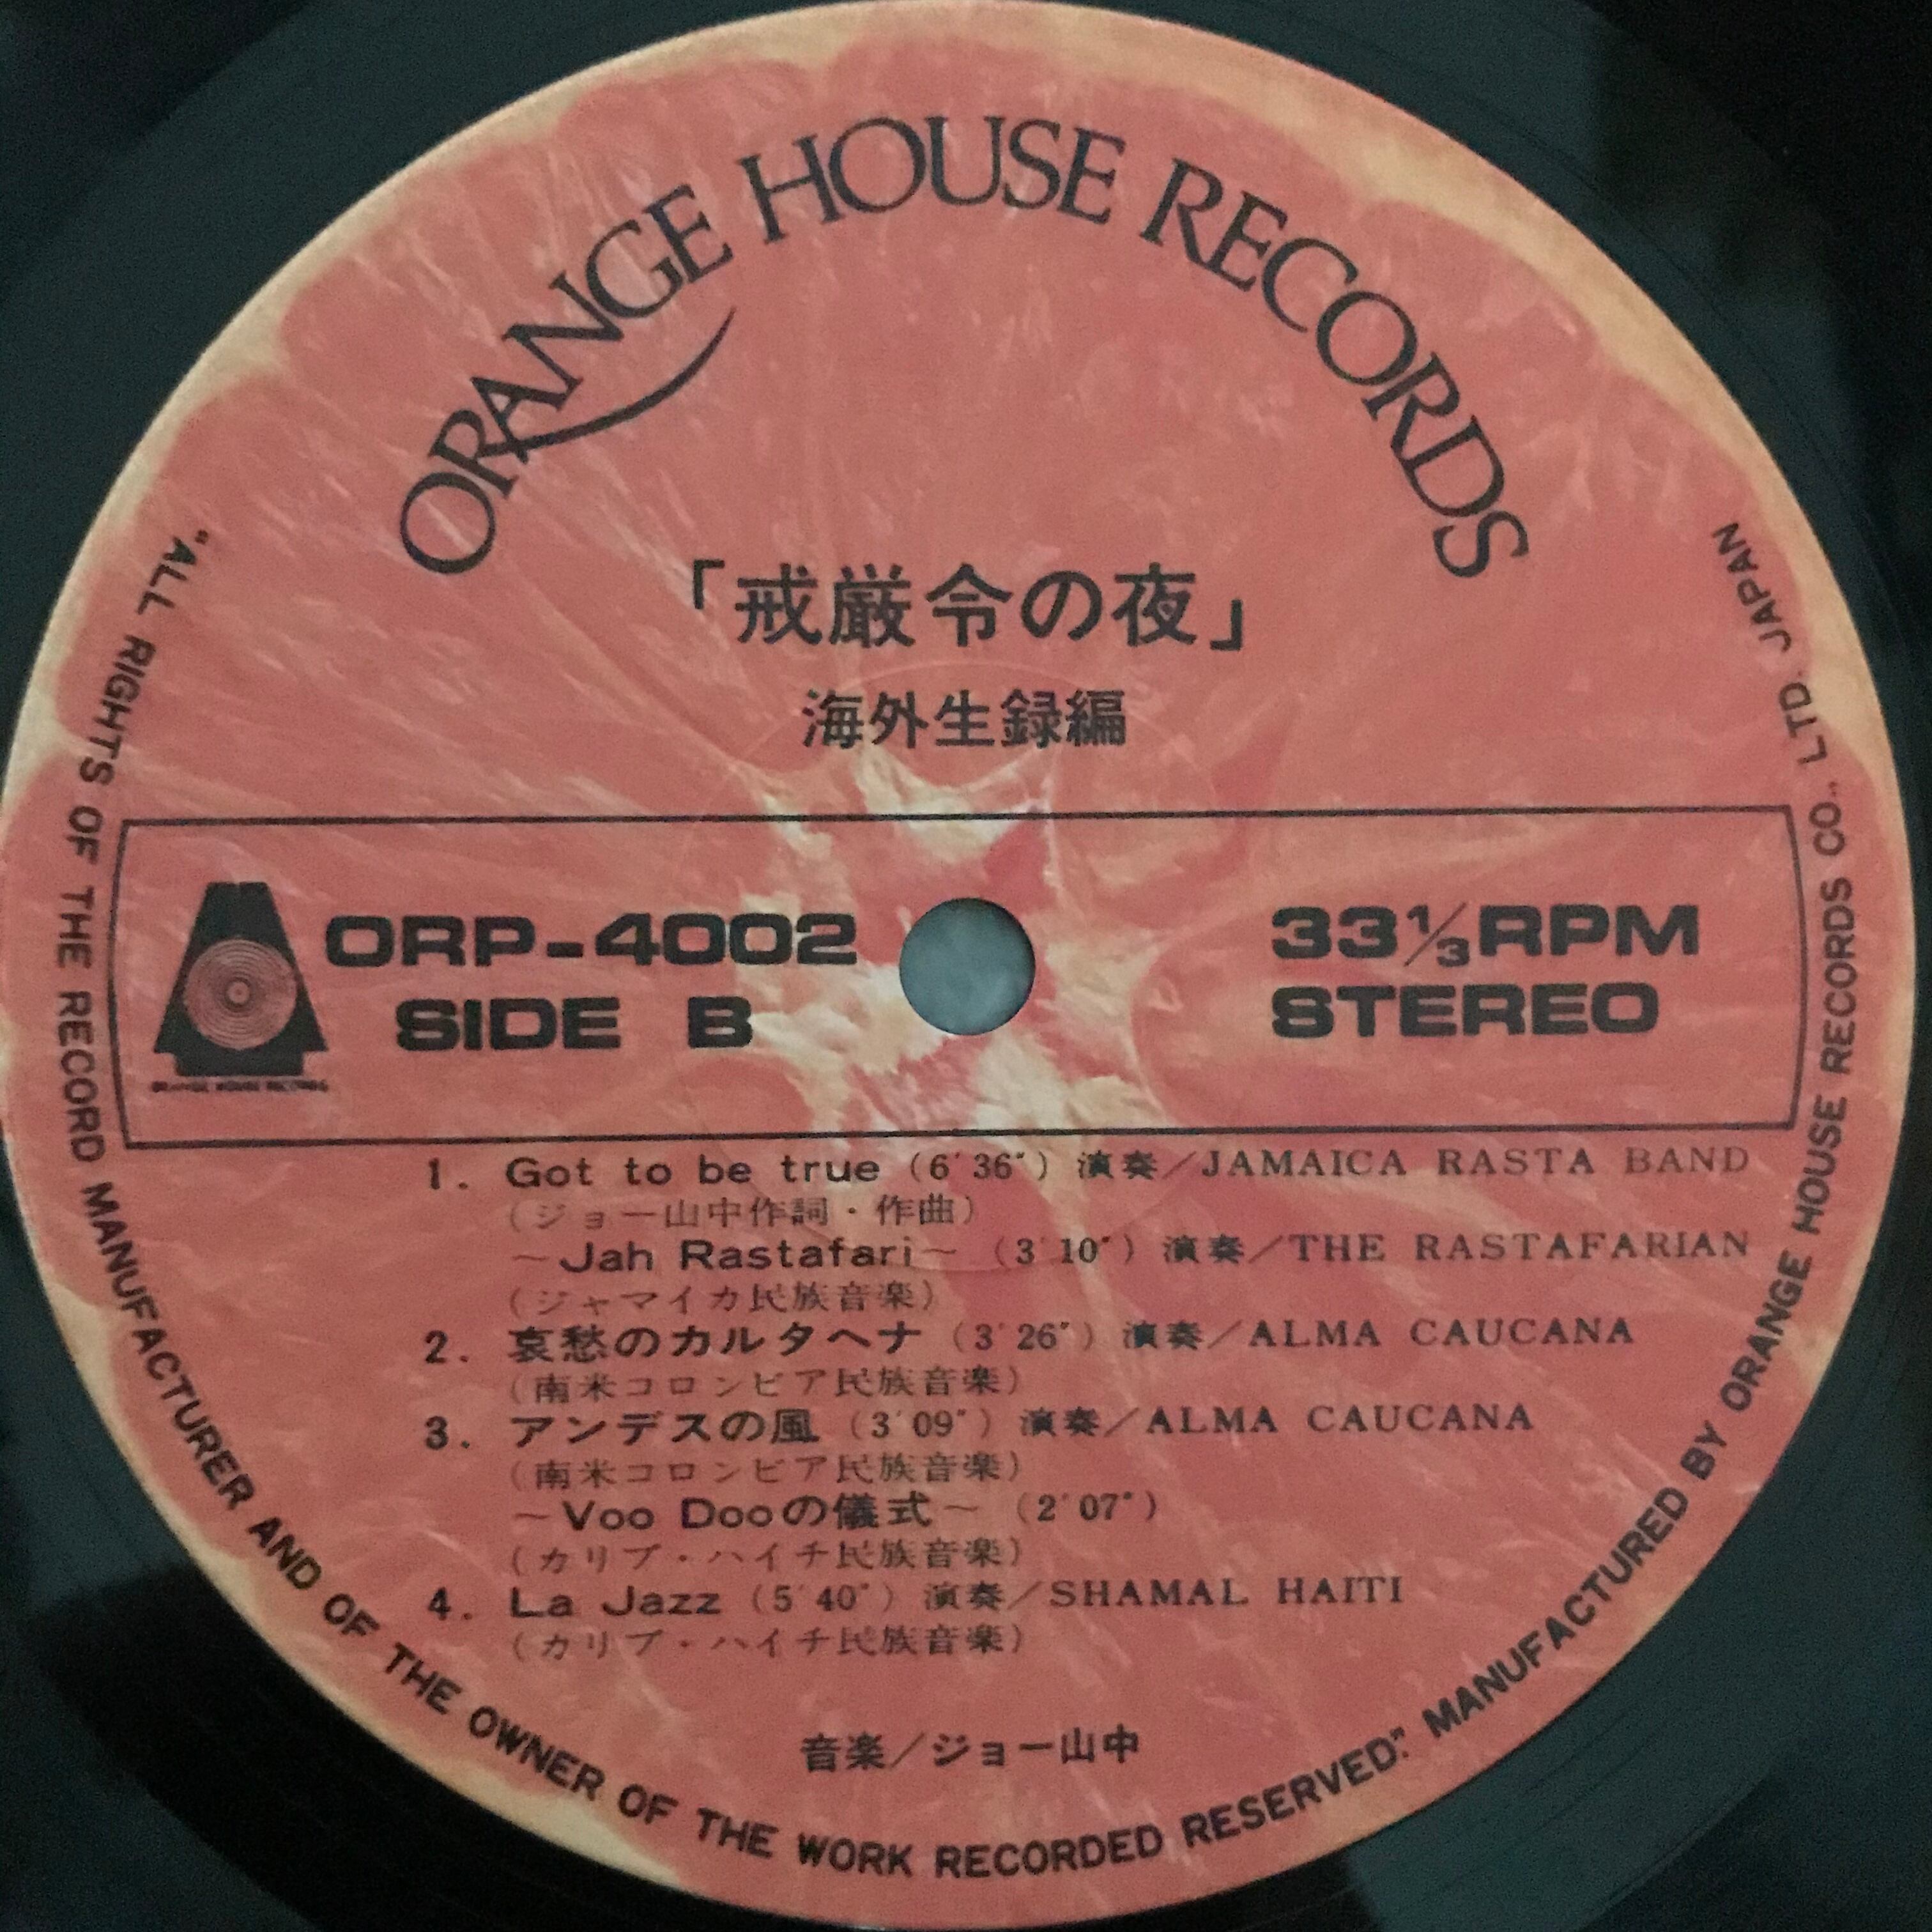 ORANGE HOUSE RECORDS
「戒厳令の夜」
海外生録編
ORP-4002
SIDE B
33⅓RPM
STEREO
ORANGE HOUSE RECORDS
1. Got to be true (6′36″) 演奏／JAMAICA RASTA BAND
(ジョー山中作詞・作曲)
～Jah Rastafari～ (3′10″) 演奏／THE RASTAFARIAN
(ジャマイカ民族音楽)
2. 哀愁のカルタヘナ (3′26″) 演奏／ALMA CAUCANA
(南米コロンビア民族音楽)
3. アンデスの風 (3′09″) 演奏／ALMA CAUCANA
(南米コロンビア民族音楽)
～Voo Dooの儀式～ (2′07″)
(カリブ・ハイチ民族音楽)
4. La Jazz (5′40″) 演奏／SHAMAL HAITI
(カリブ・ハイチ民族音楽)
音楽／ジョー山中
"ALL RIGHTS OF THE RECORD MANUFACTURER AND OF THE OWNER OF THE WORK RECORDED RESERVED." MANUFACTURED BY ORANGE HOUSE RECORDS CO., LTD. JAPAN